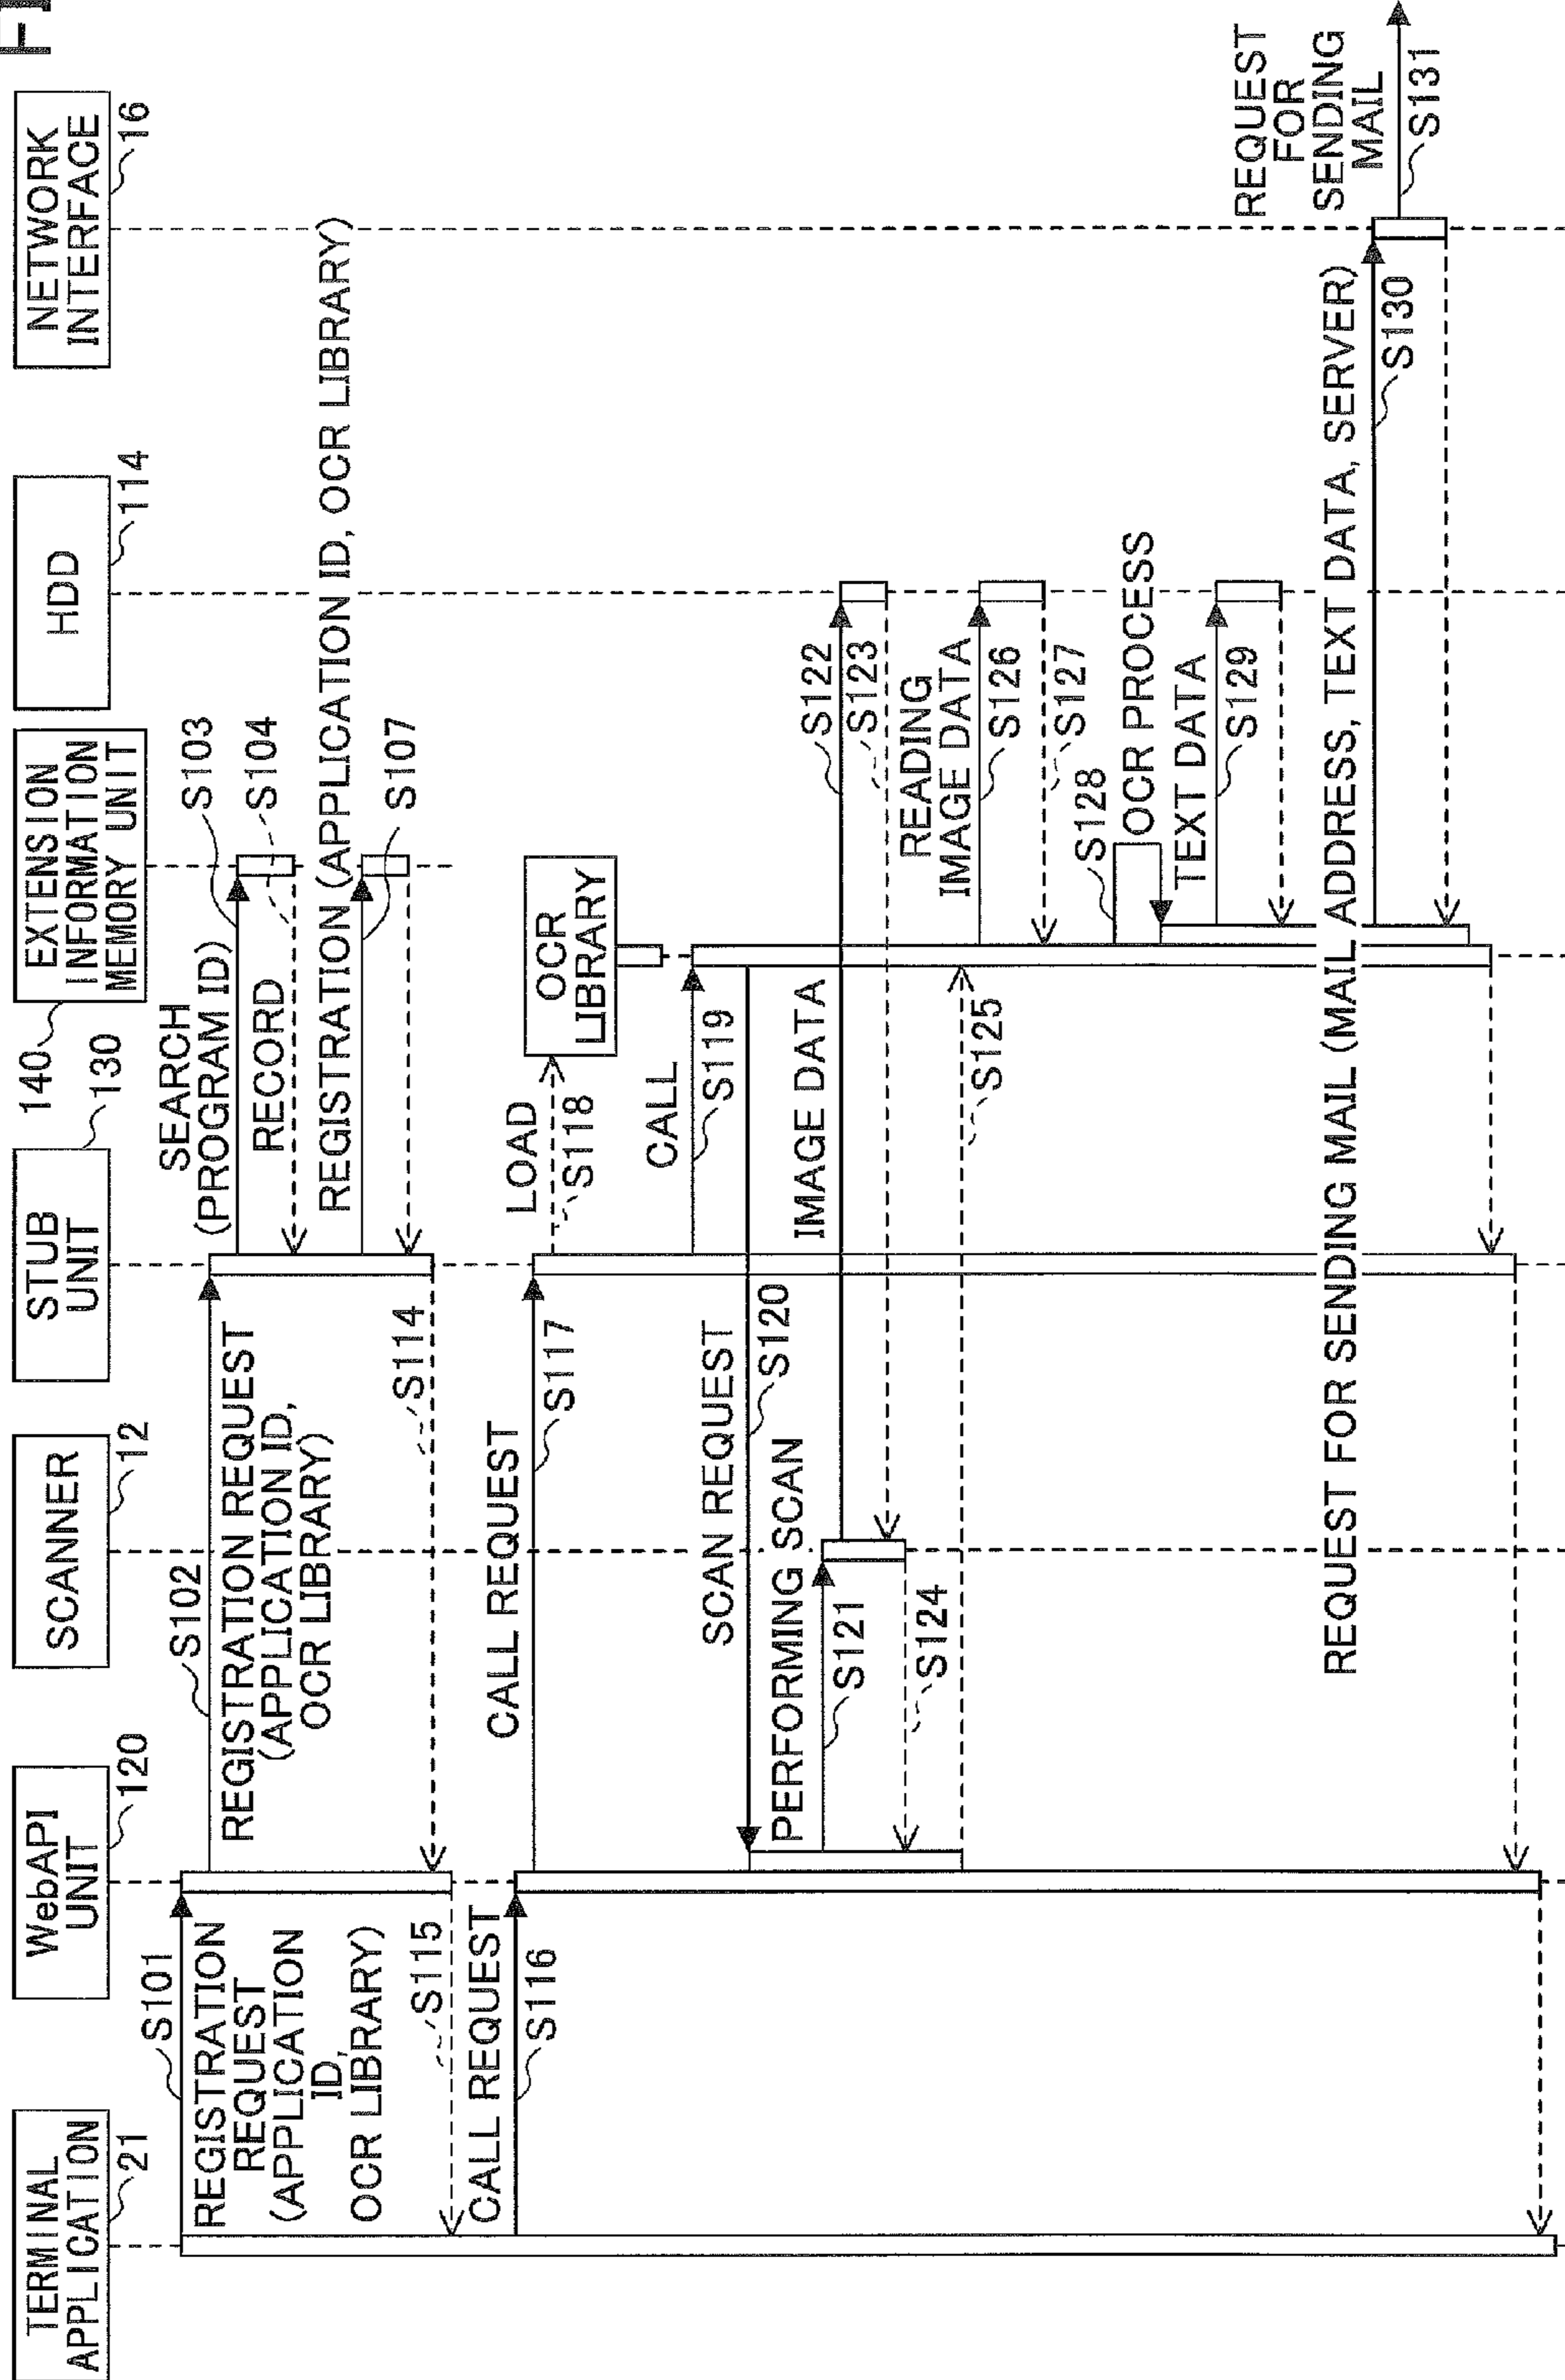 TERMINAL
APPLICATION
21
WebAPI
UNIT
120
SCANNER
12
STUB
UNIT
130
EXTENSION
INFORMATION
MEMORY UNIT
140
HDD
114
NETWORK
INTERFACE
16
S101
REGISTRATION
REQUEST
(APPLICATION
ID,
OCR LIBRARY)
S102
REGISTRATION REQUEST
(APPLICATION ID,
OCR LIBRARY)
SEARCH
(PROGRAM ID)
S103
RECORD
S104
REGISTRATION (APPLICATION ID, OCR LIBRARY)
S107
S114
S115
CALL REQUEST
S116
CALL REQUEST
S117
LOAD
S118
OCR
LIBRARY
CALL
S119
SCAN REQUEST
S120
PERFORMING SCAN
S121
IMAGE DATA
S122
S123
S124
S125
READING
IMAGE DATA
S126
S127
S128
OCR PROCESS
TEXT DATA
S129
REQUEST FOR SENDING MAIL (MAIL ADDRESS, TEXT DATA, SERVER)
S130
REQUEST
FOR
SENDING
MAIL
S131